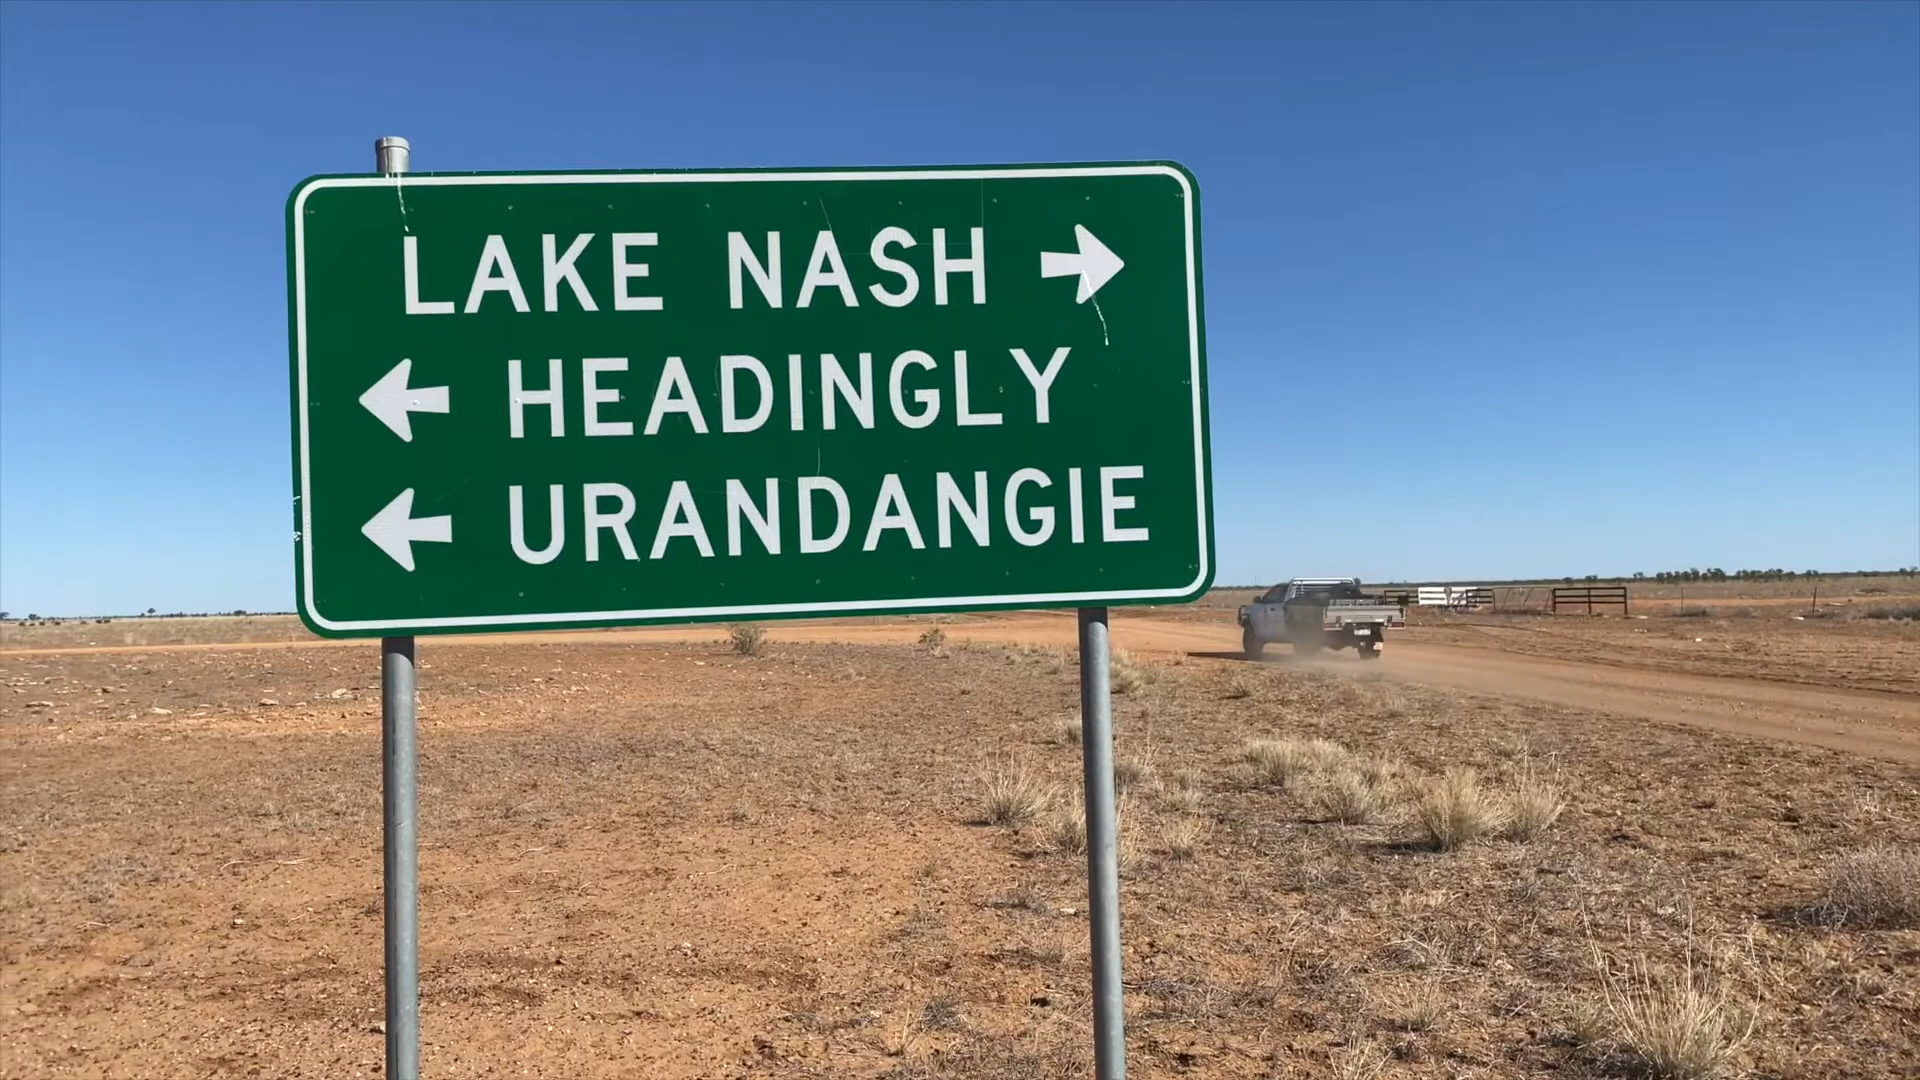 LAKE NASH →
← HEADINGLY
← URANDANGIE